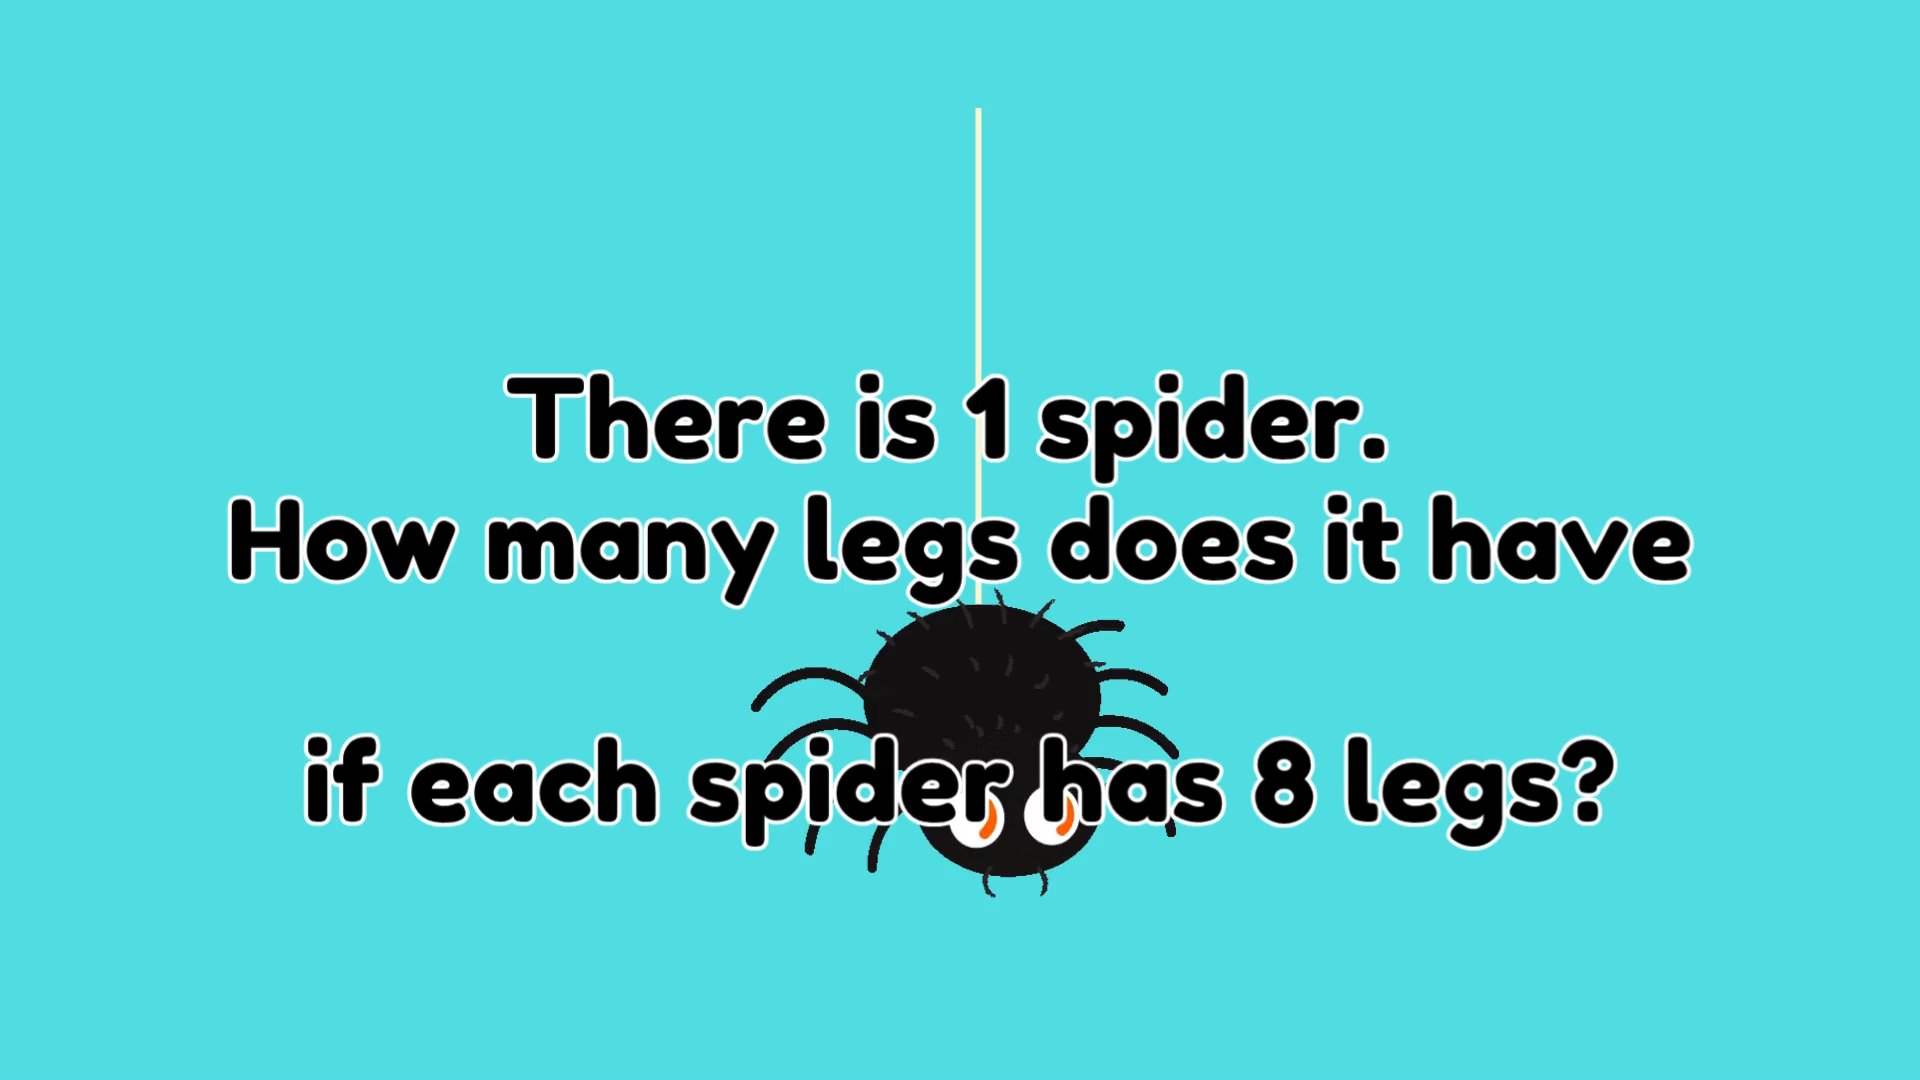 There is 1 spider.
How many legs does it have
if each spider has 8 legs?